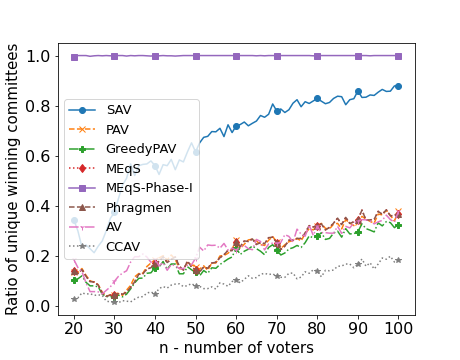 Ratio of unique winning committees
1.0
0.8
0.6
0.4
0.2
0.0
SAV
PAV
GreedyPAV
MEqS
MEqS-Phase-I
Phragmen
AV
CCAV
20 30 40 50 60 70 80 90 100
n - number of voters